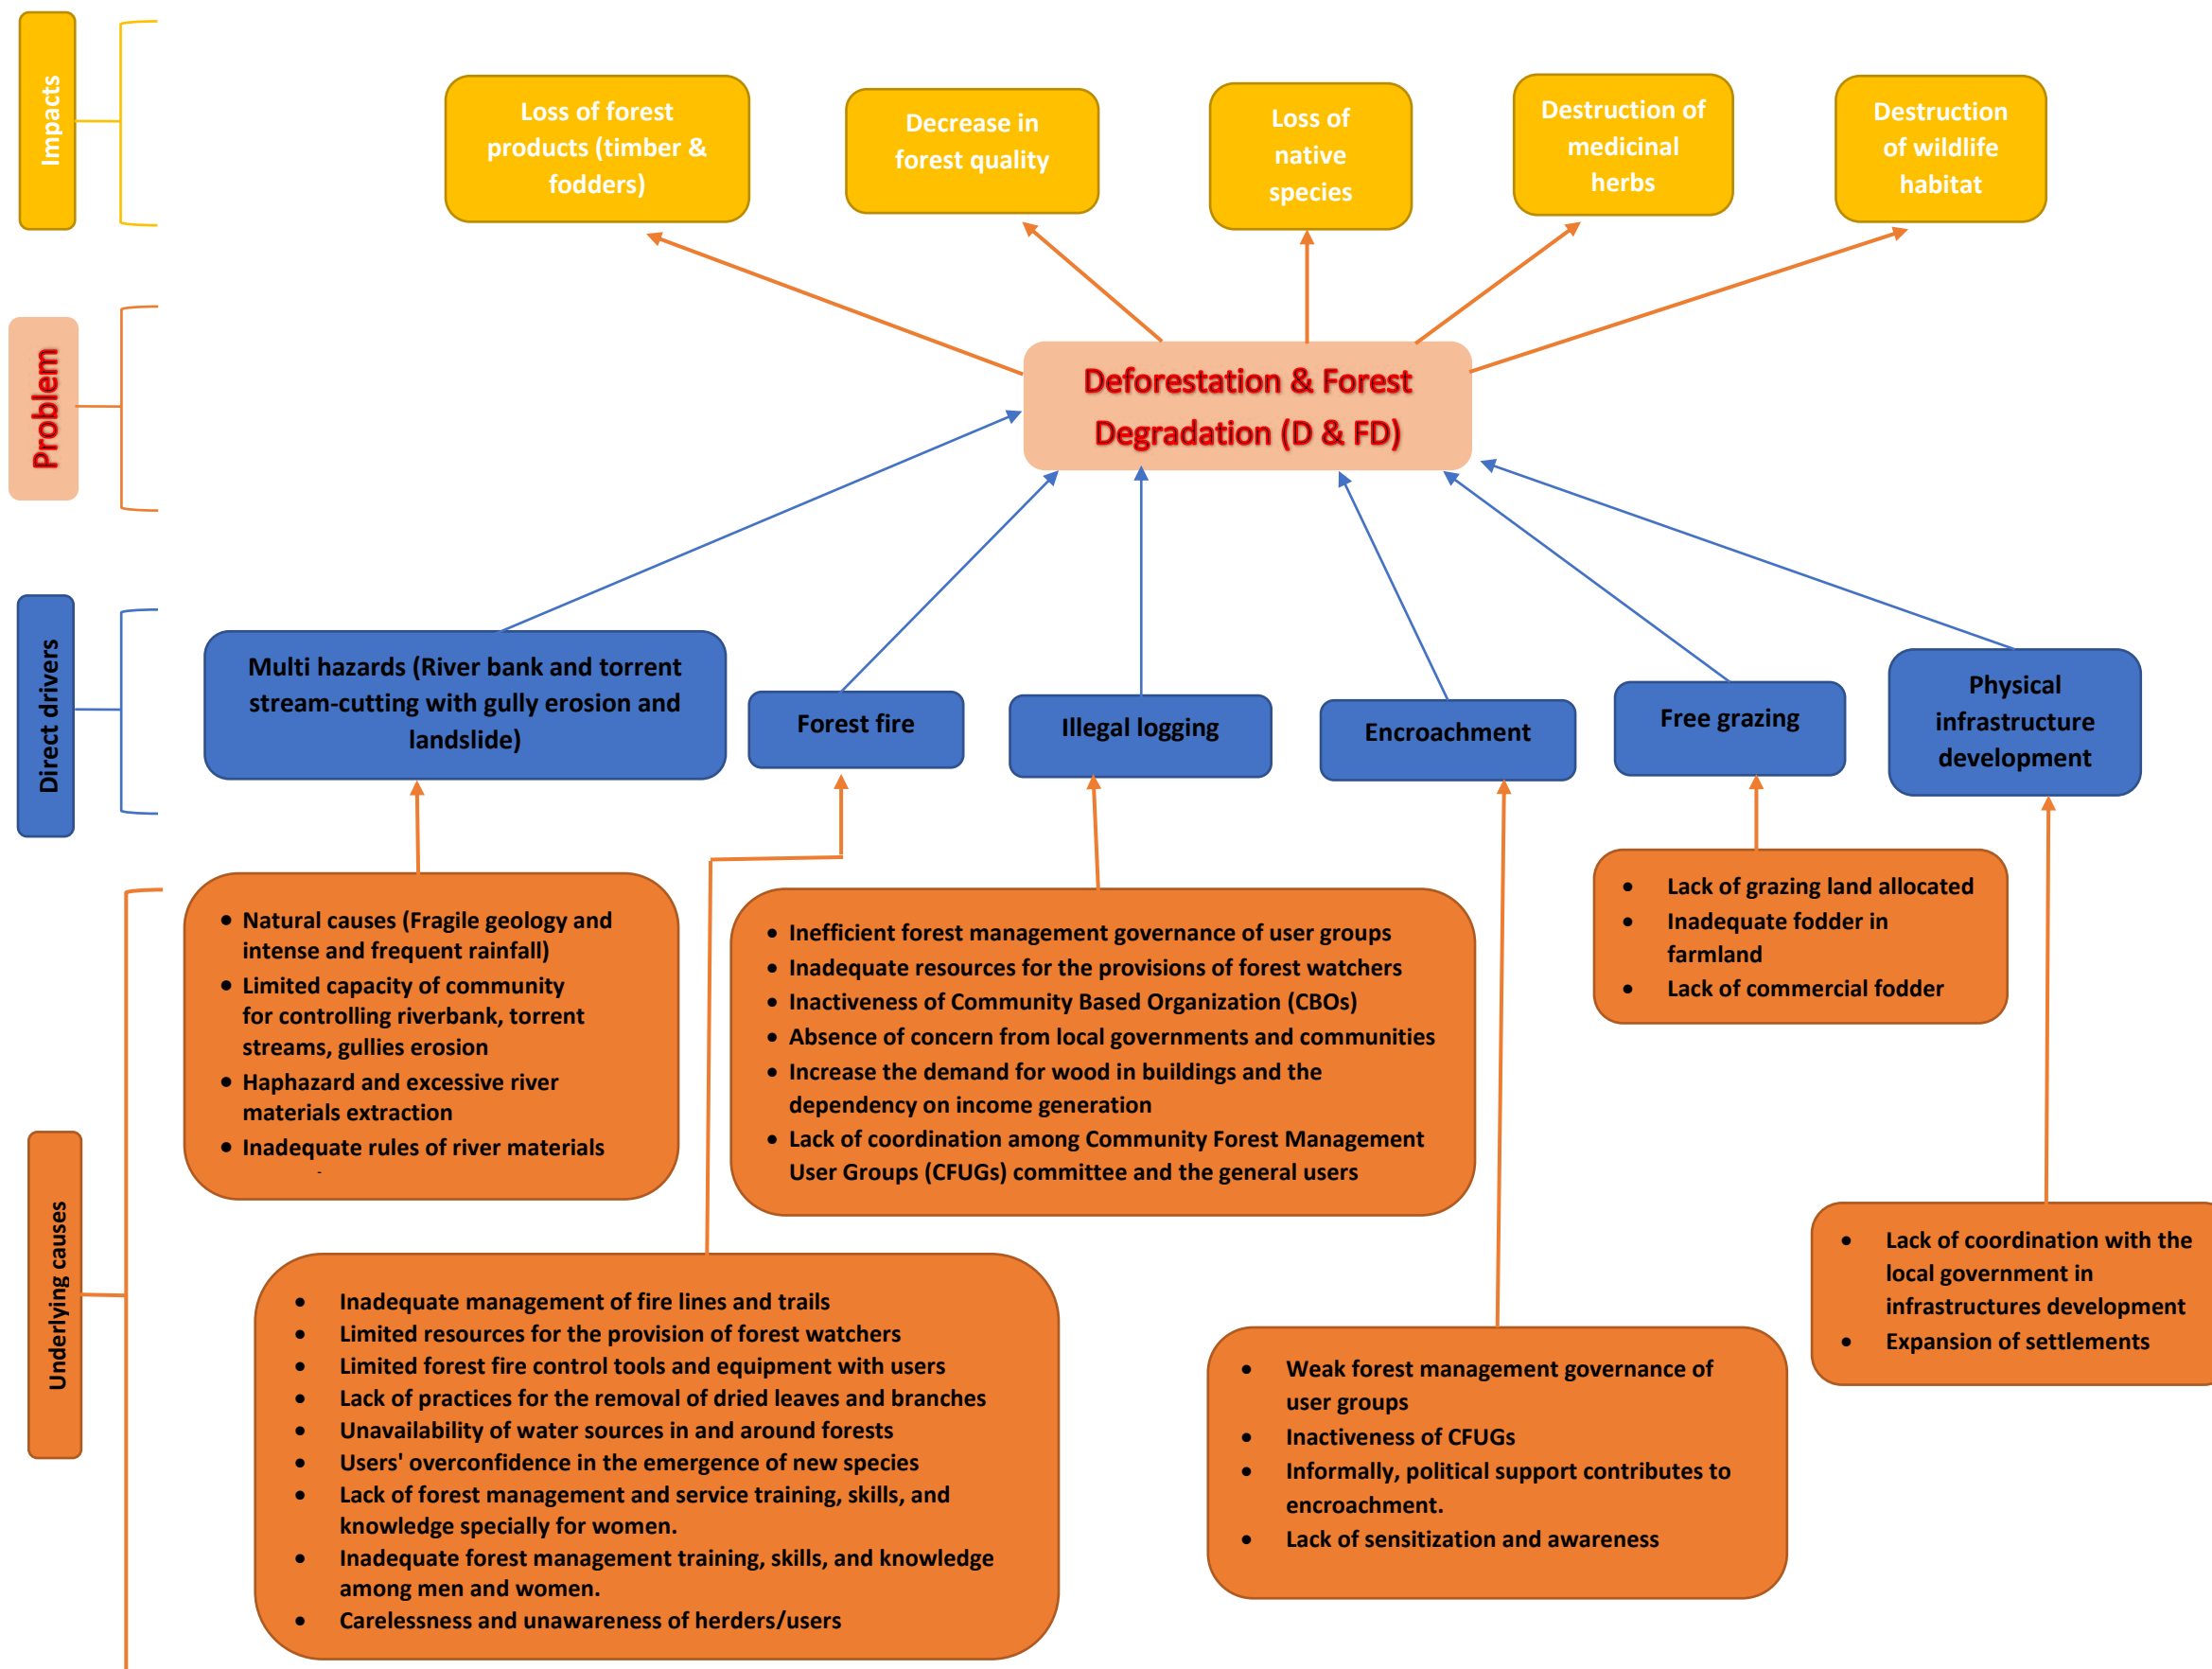 Impacts
Loss of forest
products (timber &
fodders)
Decrease in
forest quality
Loss of
native
species
Destruction of
medicinal
herbs
Destruction
of wildlife
habitat
Problem
Deforestation & Forest
Degradation (D & FD)
Direct drivers
Multi hazards (River bank and torrent
stream-cutting with gully erosion and
landslide)
Forest fire
Illegal logging
Encroachment
Free grazing
Physical
infrastructure
development
Underlying causes
• Natural causes (Fragile geology and
intense and frequent rainfall)
• Limited capacity of community
for controlling riverbank, torrent
streams, gullies erosion
• Haphazard and excessive river
materials extraction
• Inadequate rules of river materials
• Inefficient forest management governance of user groups
• Inadequate resources for the provisions of forest watchers
• Inactiveness of Community Based Organization (CBOs)
• Absence of concern from local governments and communities
• Increase the demand for wood in buildings and the
dependency on income generation
• Lack of coordination among Community Forest Management
User Groups (CFUGs) committee and the general users
• Lack of grazing land allocated
• Inadequate fodder in
farmland
• Lack of commercial fodder
• Lack of coordination with the
local government in
infrastructures development
• Expansion of settlements
• Inadequate management of fire lines and trails
• Limited resources for the provision of forest watchers
• Limited forest fire control tools and equipment with users
• Lack of practices for the removal of dried leaves and branches
• Unavailability of water sources in and around forests
• Users' overconfidence in the emergence of new species
• Lack of forest management and service training, skills, and
knowledge specially for women.
• Inadequate forest management training, skills, and knowledge
among men and women.
• Carelessness and unawareness of herders/users
• Weak forest management governance of
user groups
• Inactiveness of CFUGs
• Informally, political support contributes to
encroachment.
• Lack of sensitization and awareness